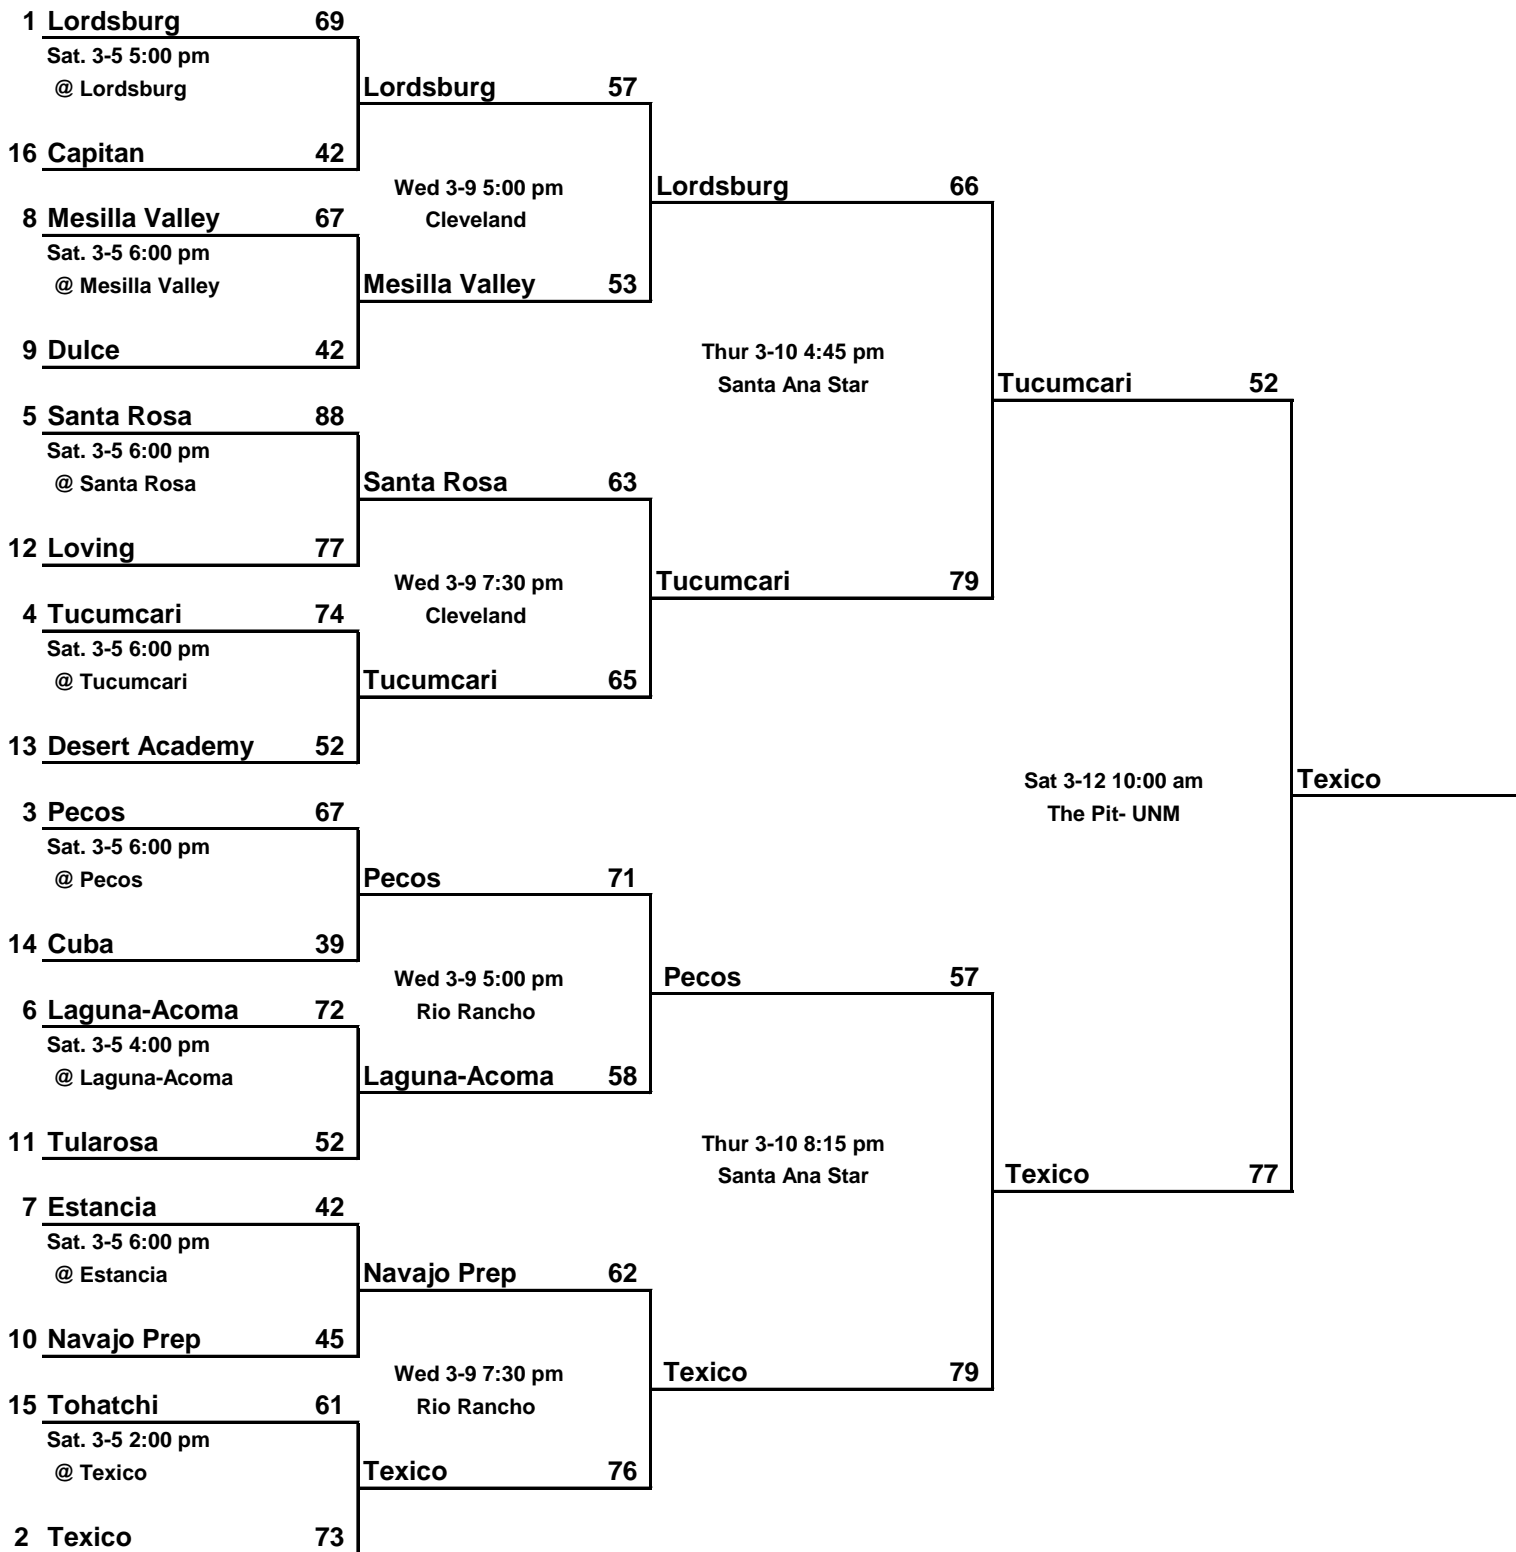 1 Lordsburg 69
Sat. 3-5 5:00 pm
@ Lordsburg
16 Capitan 42
8 Mesilla Valley 67
Sat. 3-5 6:00 pm
@ Mesilla Valley
9 Dulce 42
5 Santa Rosa 88
Sat. 3-5 6:00 pm
@ Santa Rosa
12 Loving 77
4 Tucumcari 74
Sat. 3-5 6:00 pm
@ Tucumcari
13 Desert Academy 52
3 Pecos 67
Sat. 3-5 6:00 pm
@ Pecos
14 Cuba 39
6 Laguna-Acoma 72
Sat. 3-5 4:00 pm
@ Laguna-Acoma
11 Tularosa 52
7 Estancia 42
Sat. 3-5 6:00 pm
@ Estancia
10 Navajo Prep 45
15 Tohatchi 61
Sat. 3-5 2:00 pm
@ Texico
2 Texico 73
Lordsburg 57
Wed 3-9 5:00 pm
Cleveland
Mesilla Valley 53
Santa Rosa 63
Wed 3-9 7:30 pm
Cleveland
Tucumcari 65
Pecos 71
Wed 3-9 5:00 pm
Rio Rancho
Laguna-Acoma 58
Navajo Prep 62
Wed 3-9 7:30 pm
Rio Rancho
Texico 76
Lordsburg 66
Thur 3-10 4:45 pm
Santa Ana Star
Tucumcari 79
Pecos 57
Thur 3-10 8:15 pm
Santa Ana Star
Texico 79
Tucumcari 52
Sat 3-12 10:00 am
The Pit- UNM
Texico 77
Texico